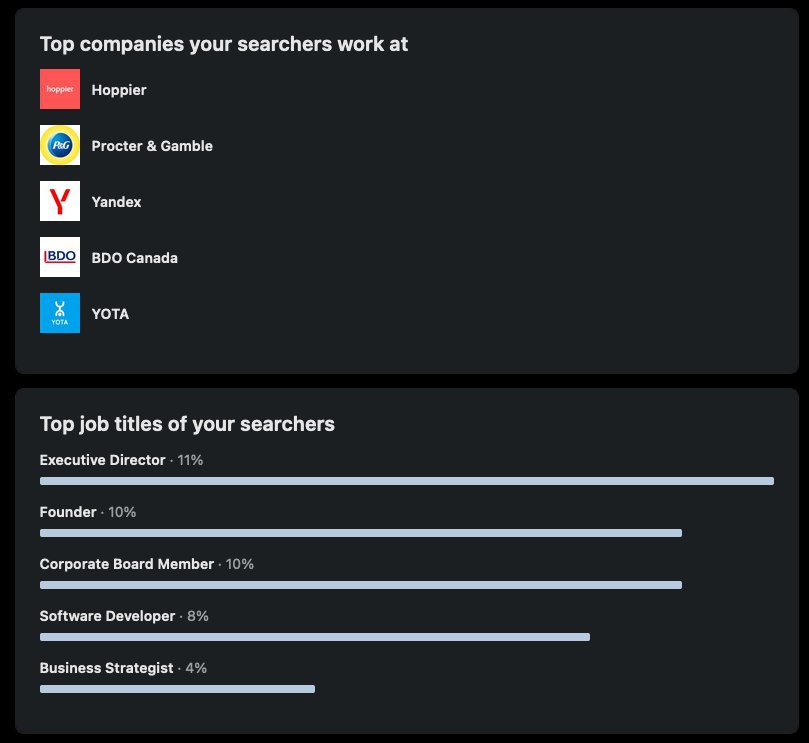 Top companies your searchers work at
hoppier
Hoppier
P&G
Procter & Gamble
Y
Yandex
BDO
BDO Canada
YOTA
YOTA
Top job titles of your searchers
Executive Director · 11%
Founder · 10%
Corporate Board Member · 10%
Software Developer · 8%
Business Strategist · 4%